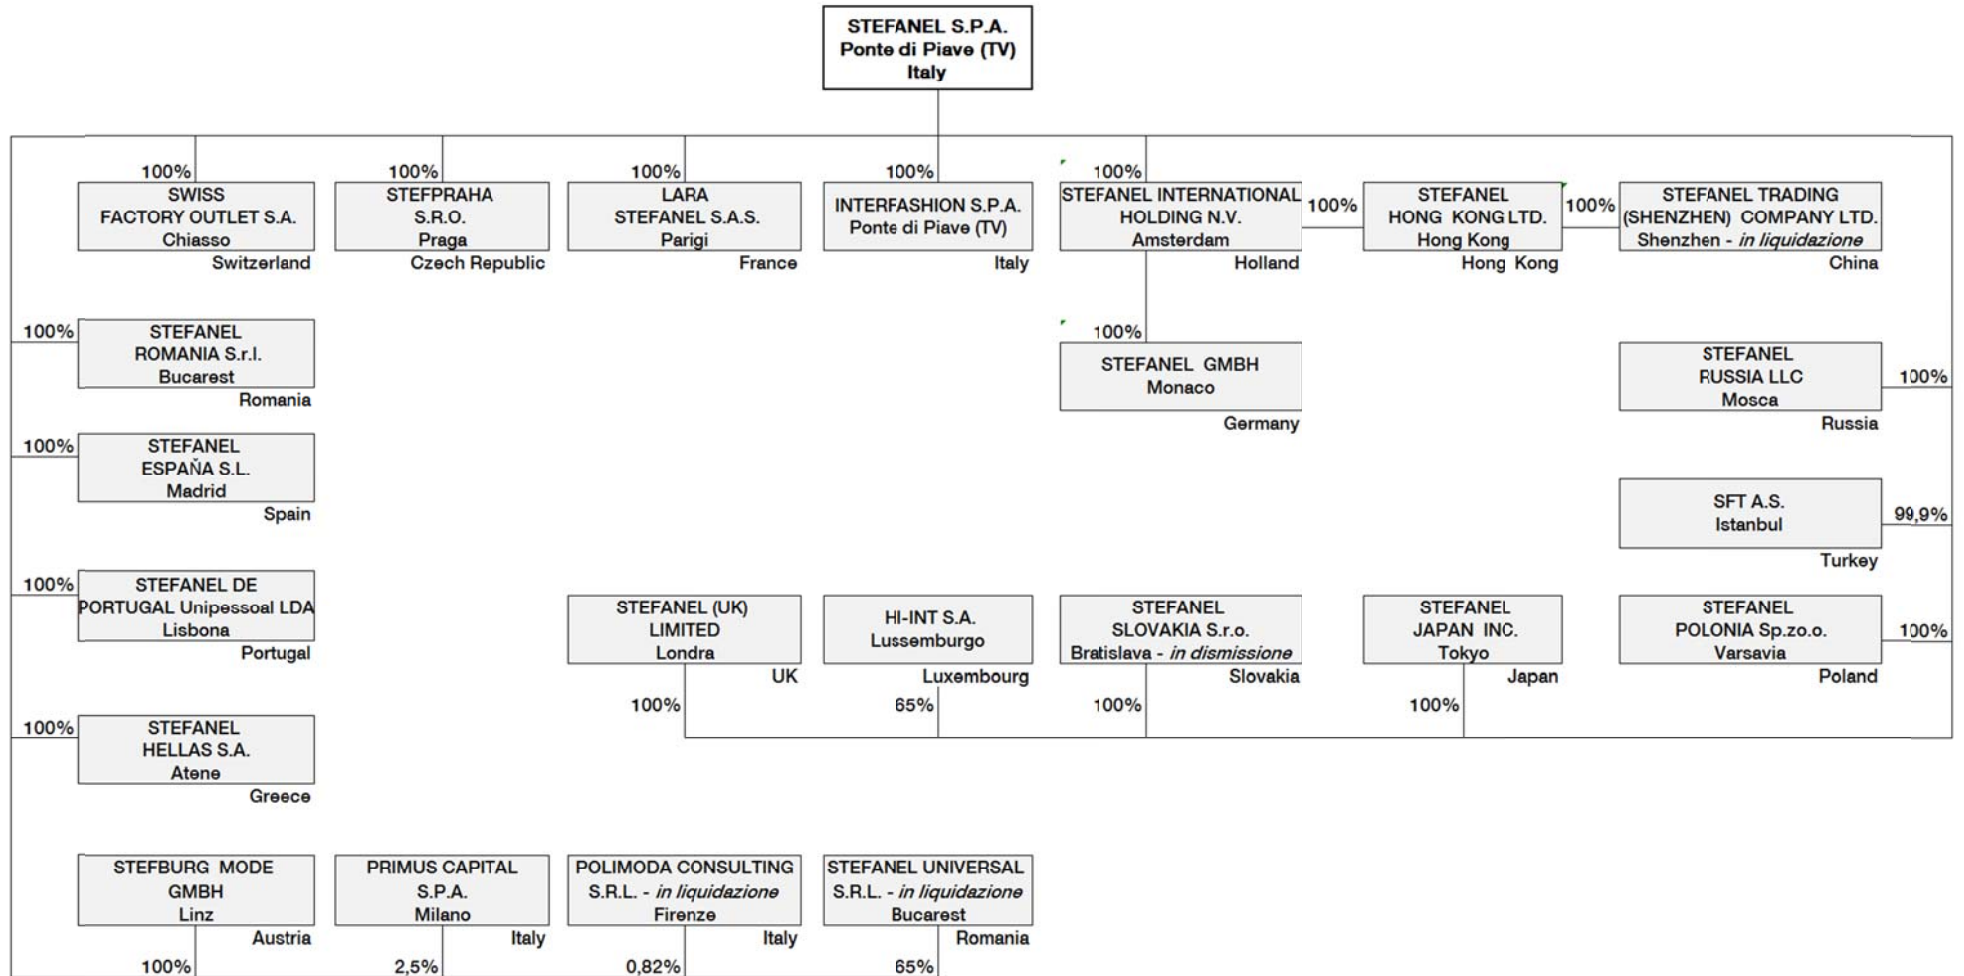 STEFANEL S.P.A.
Ponte di Piave (TV)
Italy
100%
SWISS
FACTORY OUTLET S.A.
Chiasso
Switzerland
100%
STEFPRAHA
S.R.O.
Praga
Czech Republic
100%
LARA
STEFANEL S.A.S.
Parigi
France
100%
INTERFASHION S.P.A.
Ponte di Piave (TV)
Italy
100%
STEFANEL INTERNATIONAL
HOLDING N.V.
Amsterdam
Holland
100%
STEFANEL
HONG KONG LTD.
Hong Kong
Hong Kong
100%
STEFANEL TRADING
(SHENZHEN) COMPANY LTD.
Shenzhen - in liquidazione
China
100%
STEFANEL
ROMANIA S.r.l.
Bucarest
Romania
100%
STEFANEL GMBH
Monaco
Germany
STEFANEL
RUSSIA LLC
Mosca
100%
Russia
100%
STEFANEL
ESPAÑA S.L.
Madrid
Spain
SFT A.S.
Istanbul
99,9%
Turkey
100%
STEFANEL DE
PORTUGAL Unipessoal LDA
Lisbona
Portugal
STEFANEL (UK)
LIMITED
Londra
UK
100%
HI-INT S.A.
Lussemburgo
Luxembourg
65%
STEFANEL
SLOVAKIA S.r.o.
Bratislava - in dismissione
Slovakia
100%
STEFANEL
JAPAN INC.
Tokyo
Japan
100%
STEFANEL
POLONIA Sp.zo.o.
Varsavia
100%
Poland
100%
STEFANEL
HELLAS S.A.
Atene
Greece
STEFBURG MODE
GMBH
Linz
Austria
100%
PRIMUS CAPITAL
S.P.A.
Milano
Italy
2,5%
POLIMODA CONSULTING
S.R.L. - in liquidazione
Firenze
Italy
0,82%
STEFANEL UNIVERSAL
S.R.L. - in liquidazione
Bucarest
Romania
65%